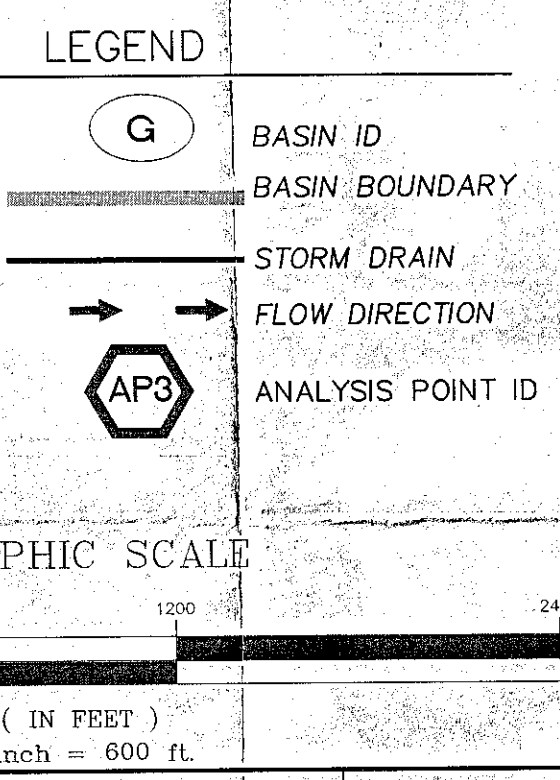 LEGEND
G BASIN ID
BASIN BOUNDARY
STORM DRAIN
FLOW DIRECTION
AP3 ANALYSIS POINT ID
PHIC SCALE
1200 24
( IN FEET )
nch = 600 ft.